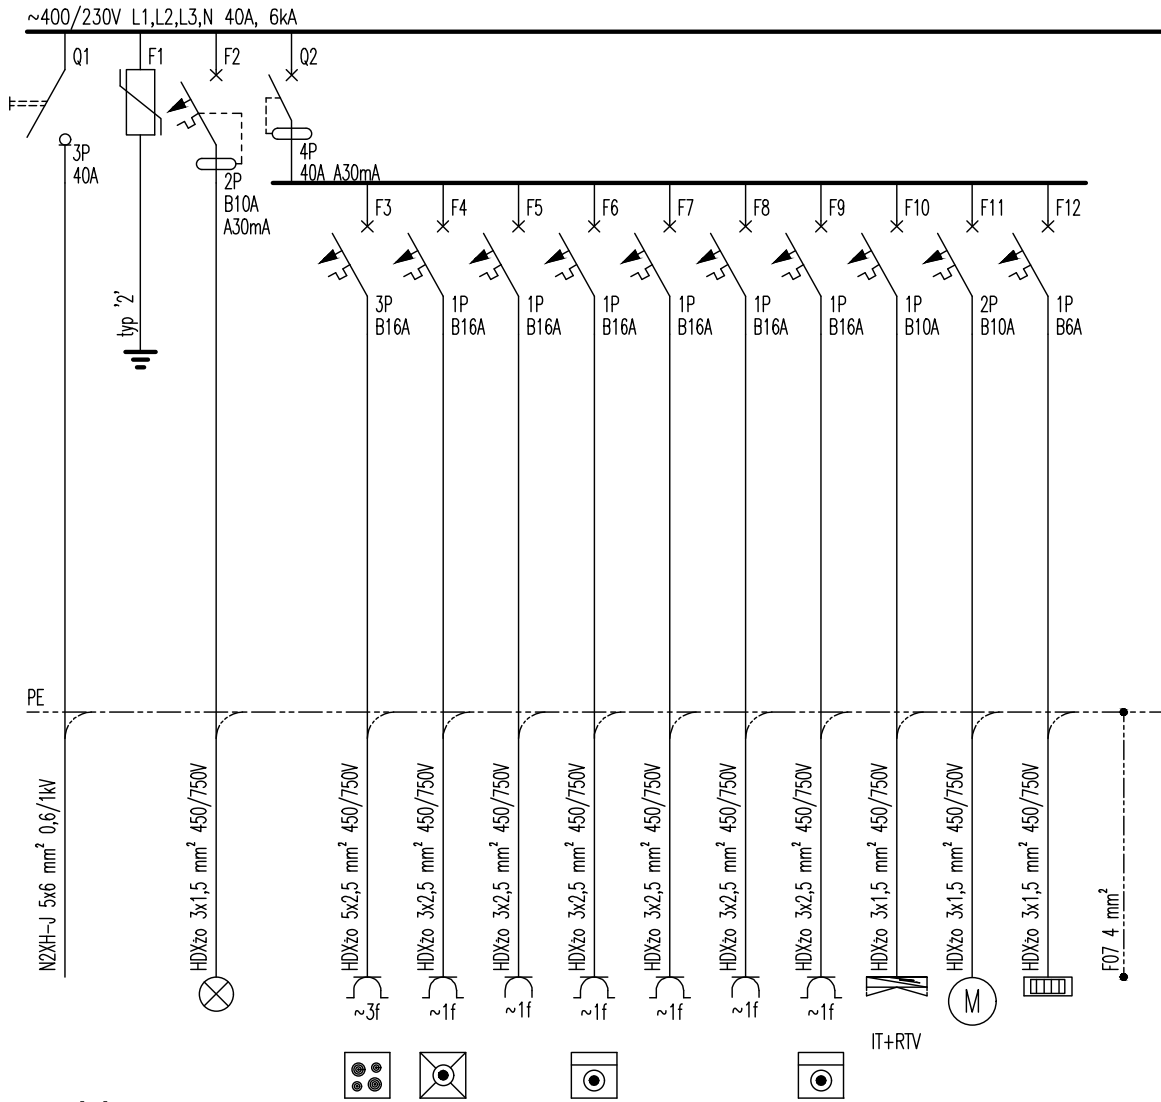 ~400/230V L1,L2,L3,N 40A, 6kA
Q1
F1
F2
Q2
3P
40A
2P
B10A
A30mA
4P
40A A30mA
F3
F4
F5
F6
F7
F8
F9
F10
F11
F12
3P
B16A
1P
B16A
1P
B16A
1P
B16A
1P
B16A
1P
B16A
1P
B16A
1P
B10A
2P
B10A
1P
B6A
typ '2'
PE
N2XH-J 5x6 mm² 0,6/1kV
HDXżo 3x1,5 mm² 450/750V
HDXżo 5x2,5 mm² 450/750V
HDXżo 3x2,5 mm² 450/750V
HDXżo 3x2,5 mm² 450/750V
HDXżo 3x2,5 mm² 450/750V
HDXżo 3x2,5 mm² 450/750V
HDXżo 3x2,5 mm² 450/750V
HDXżo 3x2,5 mm² 450/750V
HDXżo 3x1,5 mm² 450/750V
HDXżo 3x1,5 mm² 450/750V
HDXżo 3x1,5 mm² 450/750V
F07 4 mm²
~3f
~1f
~1f
~1f
~1f
~1f
~1f
M
IT+RTV